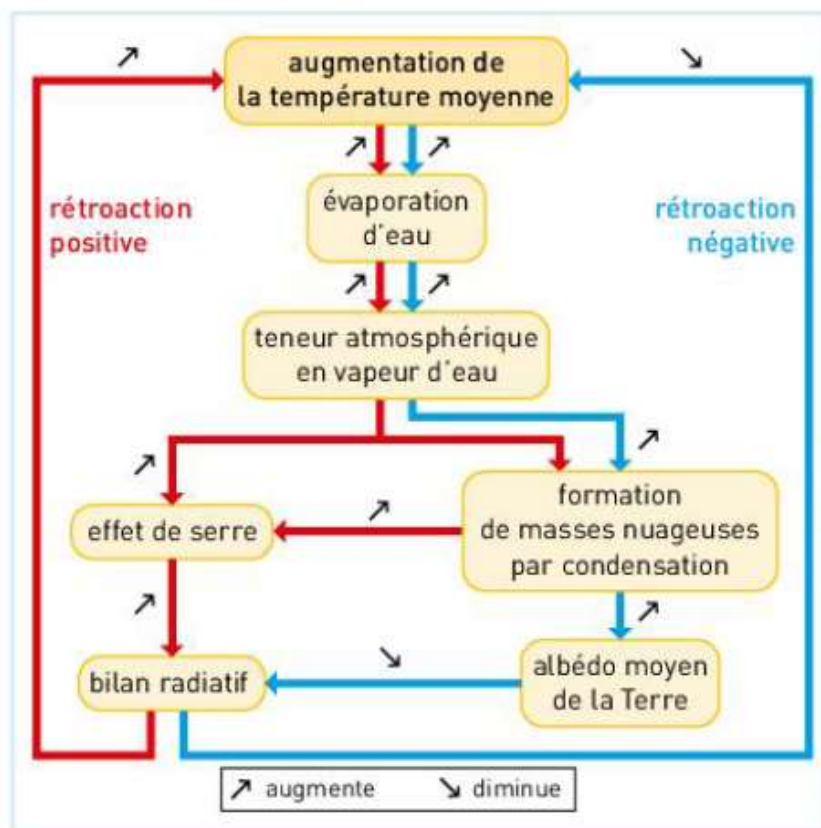 augmentation de
la température moyenne
rétroaction
positive
évaporation
d'eau
rétroaction
négative
teneur atmosphérique
en vapeur d'eau
effet de serre
formation
de masses nuageuses
par condensation
bilan radiatif
albédo moyen
de la Terre
↗ augmente ↘ diminue